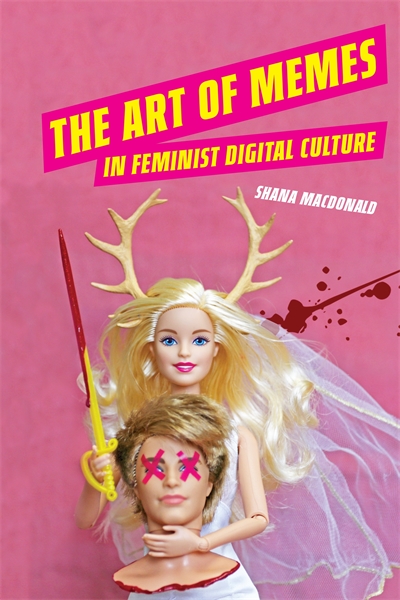 THE ART OF MEMES
IN FEMINIST DIGITAL CULTURE
SHANA MACDONALD